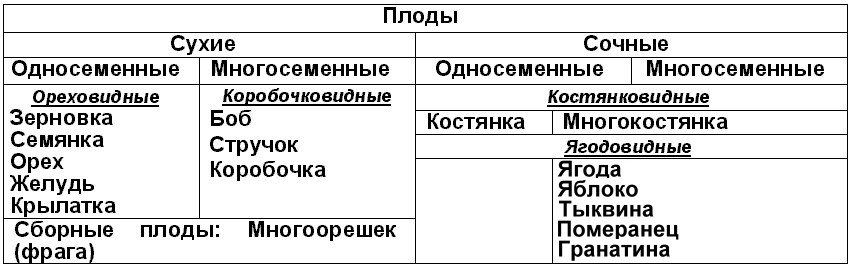 Плоды
Сухие
Сочные
Односеменные
Многосеменные
Односеменные
Многосеменные
Ореховидные
Зерновка
Семянка
Орех
Желудь
Крылатка
Коробочковидные
Боб
Стручок
Коробочка
Сборные плоды: Многоорешек
(фрага)
Костянковидные
Костянка
Многокостянка
Ягодовидные
Ягода
Яблоко
Тыквина
Померанец
Гранатина